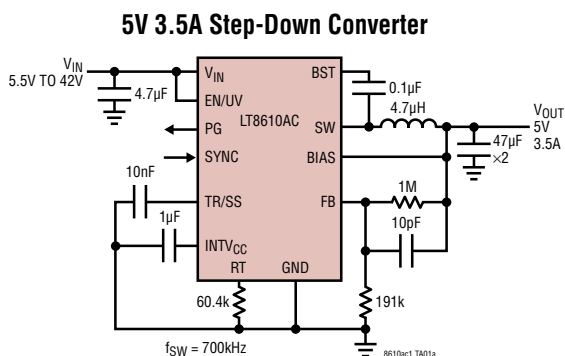 5V 3.5A Step-Down Converter
VIN
5.5V TO 42V
4.7µF
VIN
EN/UV
PG
SYNC
TR/SS
INTVCC
RT
GND
LT8610AC
BST
SW
BIAS
FB
0.1µF
4.7µH
VOUT
5V
3.5A
47µF
×2
10nF
1µF
1M
10pF
60.4k
191k
fSW = 700kHz
8610ac1 TA01a